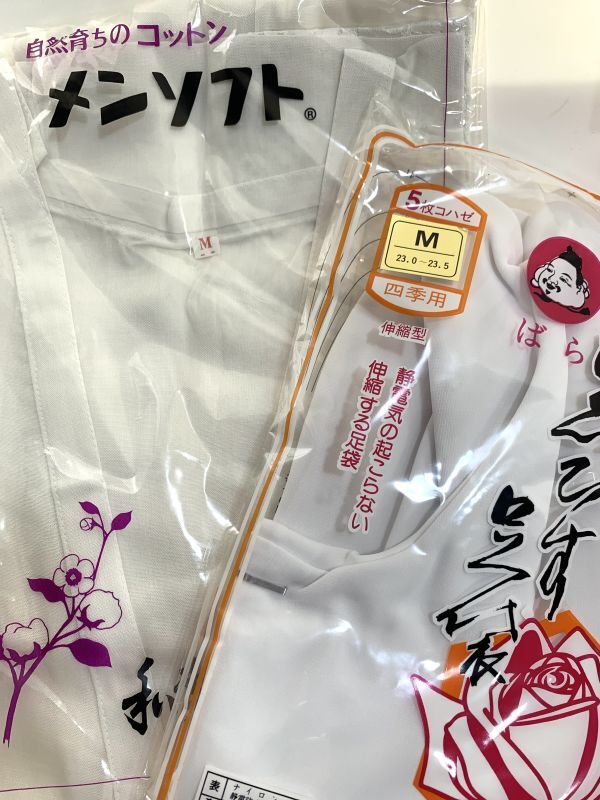 自然育ちのコットン
メンソフト®
M
5枚コハゼ
M
23.0～23.5
四季用
伸縮型
ばら
静電気の起こらない
伸縮する足袋
足袋
表
ナイロン